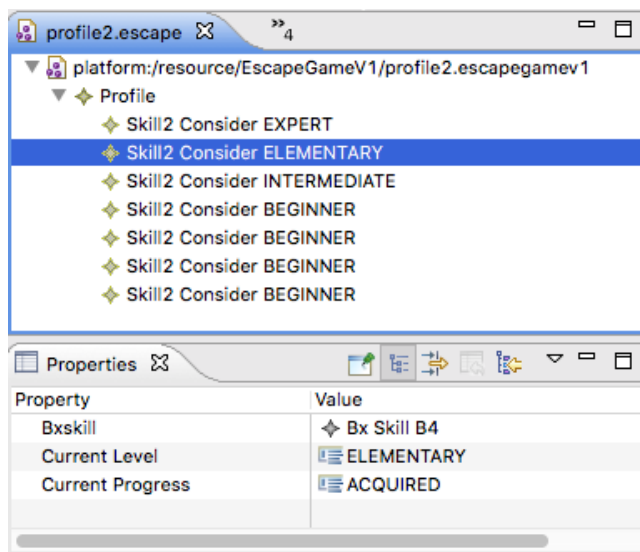 profile2.escape
»4
platform:/resource/EscapeGameV1/profile2.escapegamev1
Profile
Skill2 Consider EXPERT
Skill2 Consider ELEMENTARY
Skill2 Consider INTERMEDIATE
Skill2 Consider BEGINNER
Skill2 Consider BEGINNER
Skill2 Consider BEGINNER
Skill2 Consider BEGINNER
Properties
Property Value
Bxskill Bx Skill B4
Current Level ELEMENTARY
Current Progress ACQUIRED